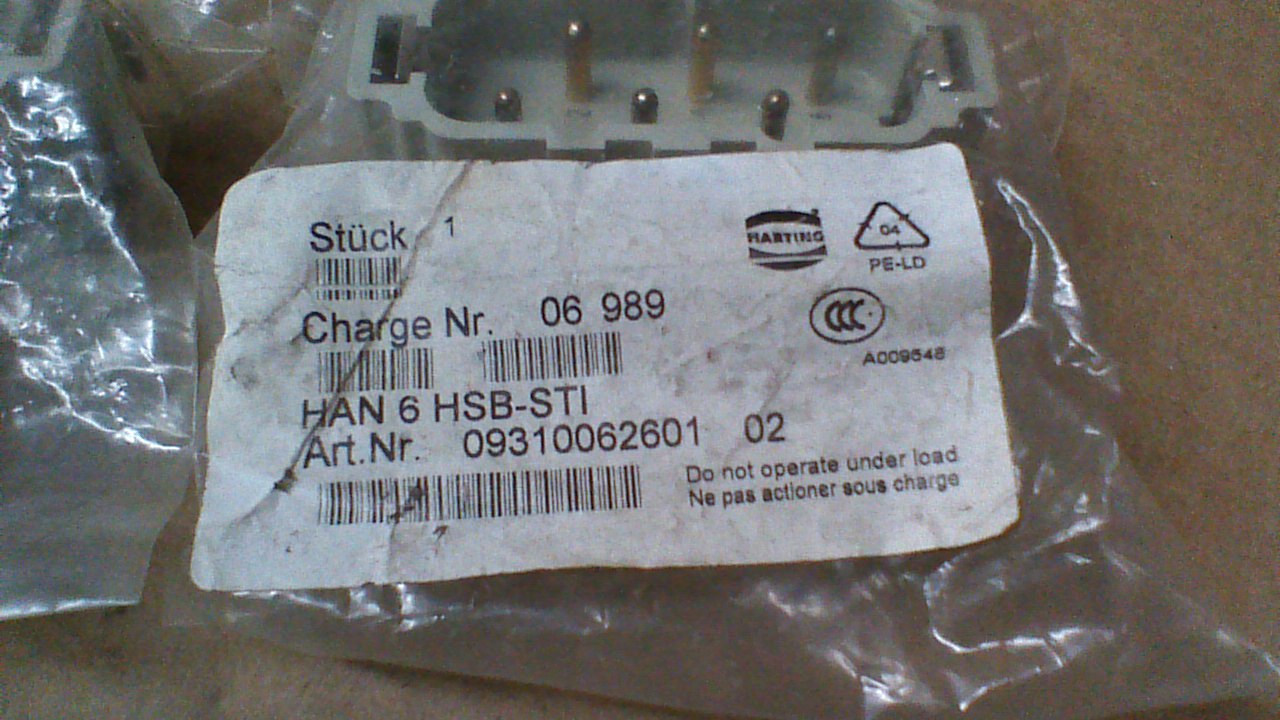 Stück 1
HARTING
04
PE-LD
Charge Nr. 06 989
CCC
A009548
HAN 6 HSB-STI
Art.Nr. 09310062601 02
Do not operate under load
Ne pas actioner sous charge